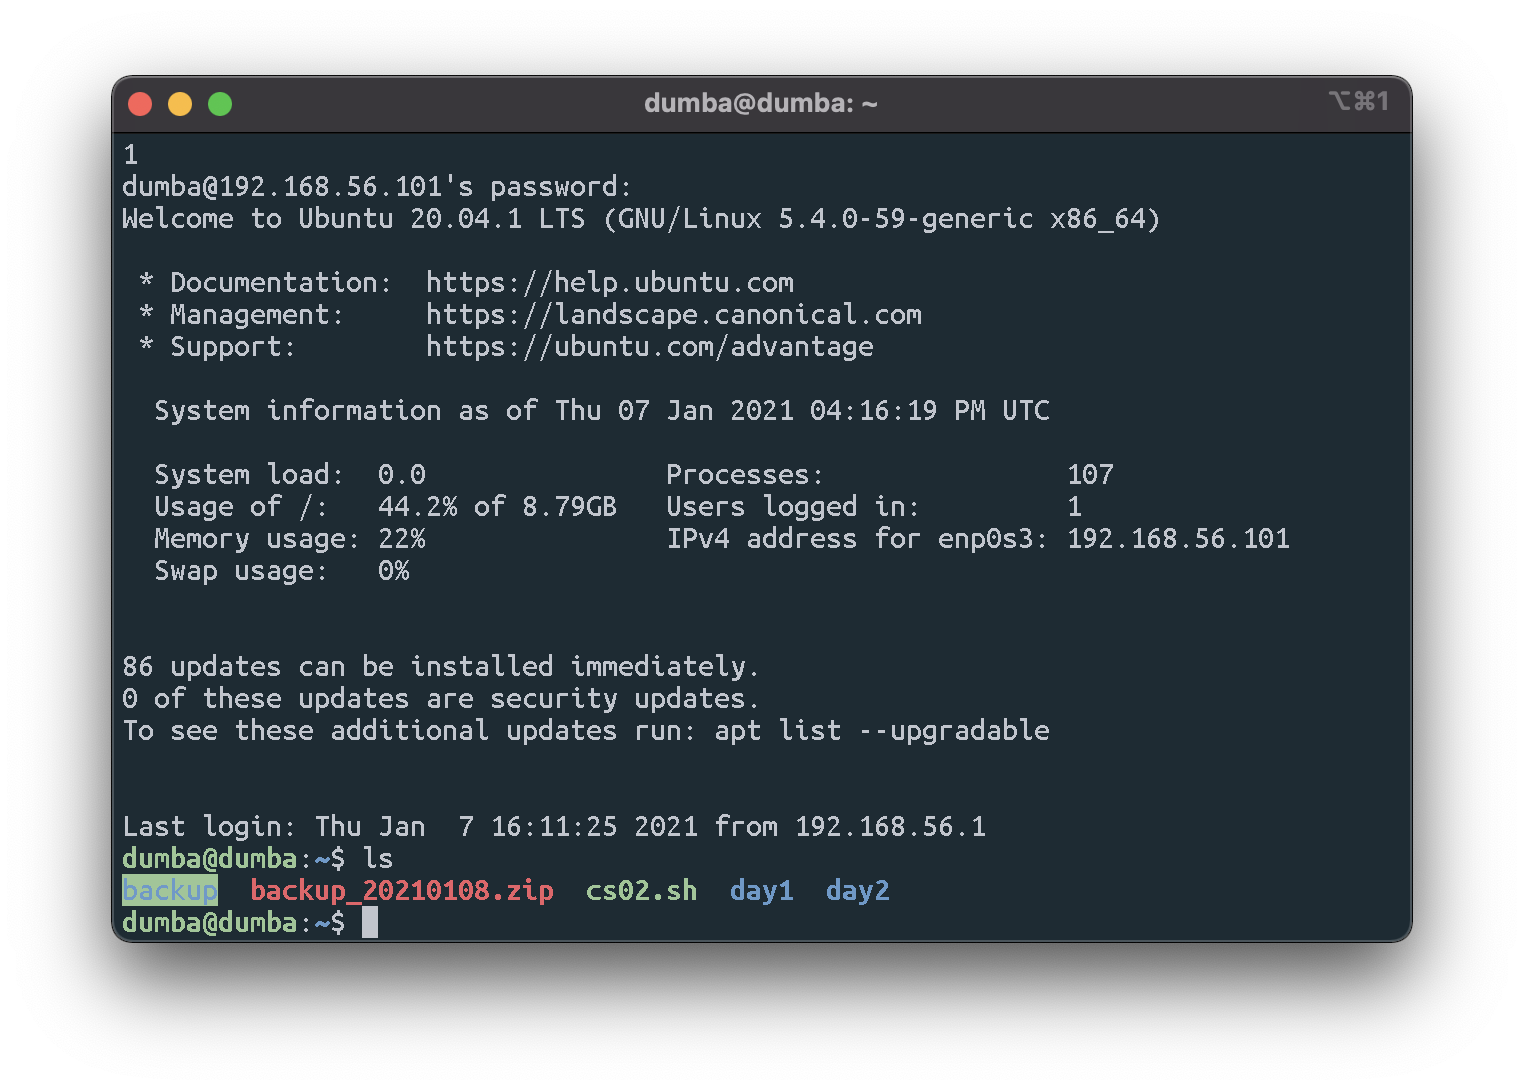 dumba@dumba: ~
⌥⌘1
1
dumba@192.168.56.101's password:
Welcome to Ubuntu 20.04.1 LTS (GNU/Linux 5.4.0-59-generic x86_64)
 * Documentation:  https://help.ubuntu.com
 * Management:     https://landscape.canonical.com
 * Support:        https://ubuntu.com/advantage
  System information as of Thu 07 Jan 2021 04:16:19 PM UTC
  System load:  0.0               Processes:               107
  Usage of /:   44.2% of 8.79GB   Users logged in:         1
  Memory usage: 22%               IPv4 address for enp0s3: 192.168.56.101
  Swap usage:   0%
86 updates can be installed immediately.
0 of these updates are security updates.
To see these additional updates run: apt list --upgradable
Last login: Thu Jan  7 16:11:25 2021 from 192.168.56.1
dumba@dumba:~$ ls
backup  backup_20210108.zip  cs02.sh  day1  day2
dumba@dumba:~$